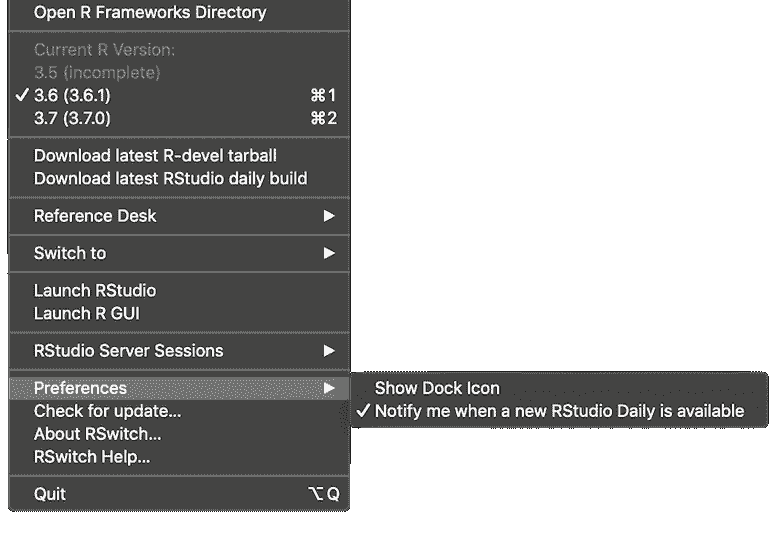 Open R Frameworks Directory
Current R Version:
3.5 (incomplete)
✓ 3.6 (3.6.1) ⌘1
3.7 (3.7.0) ⌘2
Download latest R-devel tarball
Download latest RStudio daily build
Reference Desk ▶
Switch to ▶
Launch RStudio
Launch R GUI
RStudio Server Sessions ▶
Preferences ▶
Show Dock Icon
Check for update...
✓ Notify me when a new RStudio Daily is available
About RSwitch...
RSwitch Help...
Quit ⌥Q